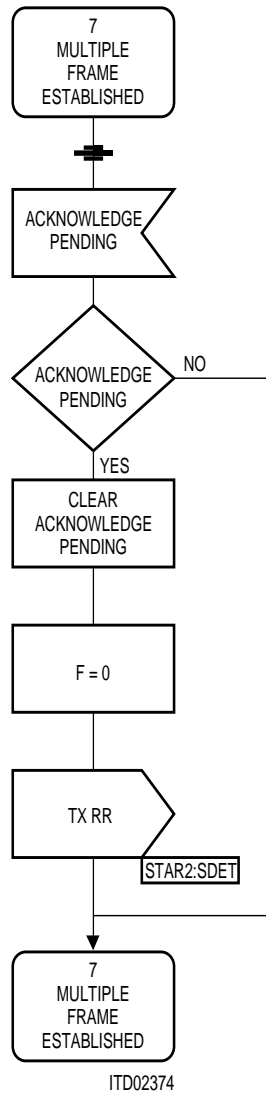 7
MULTIPLE
FRAME
ESTABLISHED
ACKNOWLEDGE
PENDING
ACKNOWLEDGE
PENDING
NO
YES
CLEAR
ACKNOWLEDGE
PENDING
F = 0
TX RR
STAR2:SDET
7
MULTIPLE
FRAME
ESTABLISHED
ITD02374